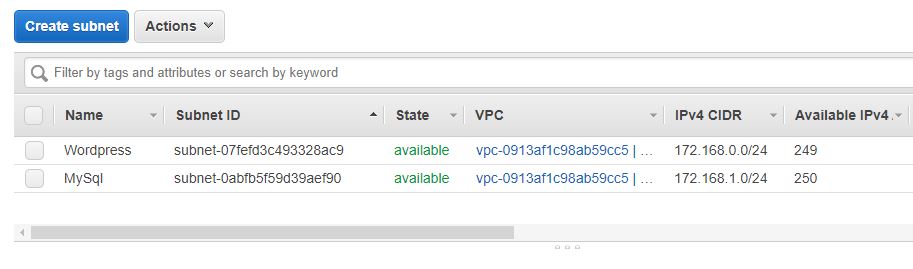 Create subnet Actions
Filter by tags and attributes or search by keyword
Name Subnet ID State VPC IPv4 CIDR Available IPv4
Wordpress subnet-07fefd3c493328ac9 available vpc-0913af1c98ab59cc5 | ... 172.168.0.0/24 249
MySql subnet-0abfb5f59d39aef90 available vpc-0913af1c98ab59cc5 | ... 172.168.1.0/24 250